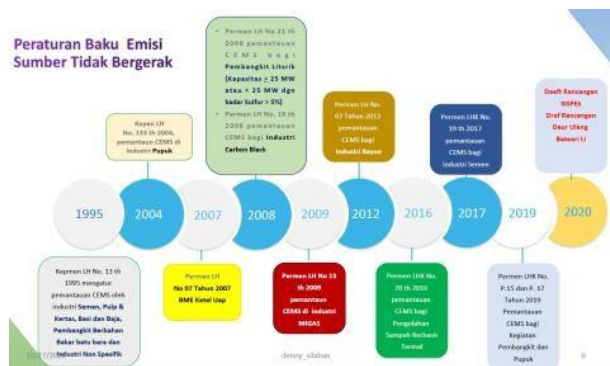 Peraturan Baku Emisi
Sumber Tidak Bergerak
Kepmen LH No. 13 th
1995 mengatur
pemantauan CEMS oleh
industri Semen, Pulp &
Kertas, Besi dan Baja,
Pembangkit Berbahan
Bakar batu bara dan
Industri Non Spesifik
1995
Kepen LH
No. 133 th 2004,
pemantaun CEMS di
Industri Pupuk
2004
2007
Permen LH
No 07 Tahun 2007
BME Ketel Uap
• Permen LH No 21 th
2008 pemantauan
CEMS bagi
Pembangkit Listrik
(Kapasitas > 25 MW
atau < 25 MW dgn
kadar Sulfur > 5%)
• Permen LH No. 18 th
2008 pemantauan
CEMS bagi Industri
Carbon Black
2008
2009
Permen LH No 13
th 2009
pemantaun
CEMS di industri
MIGAS
Permen LH No.
07 Tahun 2012
pemantauan
CEMS bagi
Industri Rayon
2012
2016
Permen LHK No.
70 th 2016
pemantauan
CEMS bagi
Pengolahan
Sampah Berbasis
Termal
Permen LHK No.
19 th 2017
pemantauan
CEMS bagi
industri Semen
2017
2019
Permen LHK No.
P.15 dan P. 17
Tahun 2019
Pemantauan
CEMS bagi
Kegiatan
Pembangkit dan
Pupuk
Draft Rancangan
SISPEK
Draf Rancangan
Daur Ulang
Baterai Li
2020
denny_silaban
8